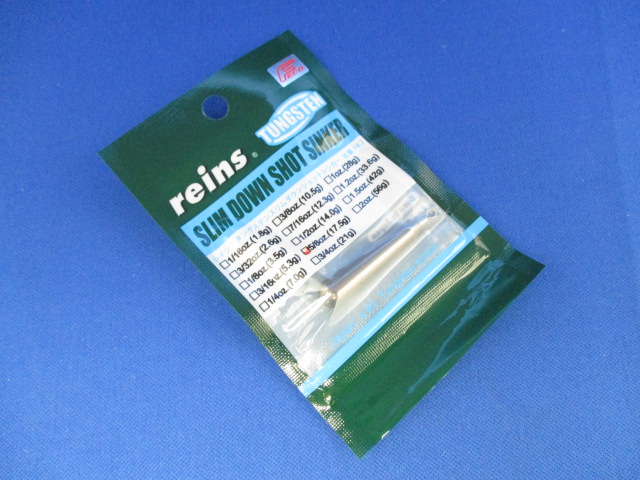 reins®
TUNGSTEN
SLIM DOWN SHOT SINKER
□1/16oz.(1.8g)
□3/32oz.(2.6g)
□1/8oz.(3.5g)
□3/16oz.(5.3g)
□1/4oz.(7.0g)
□3/8oz.(10.5g)
□7/16oz.(12.3g)
□1/2oz.(14.0g)
5/8oz.(17.5g)
□3/4oz.(21g)
□1oz.(28g)
□1.2oz.(33.6g)
□1.5oz.(42g)
□2oz.(56g)